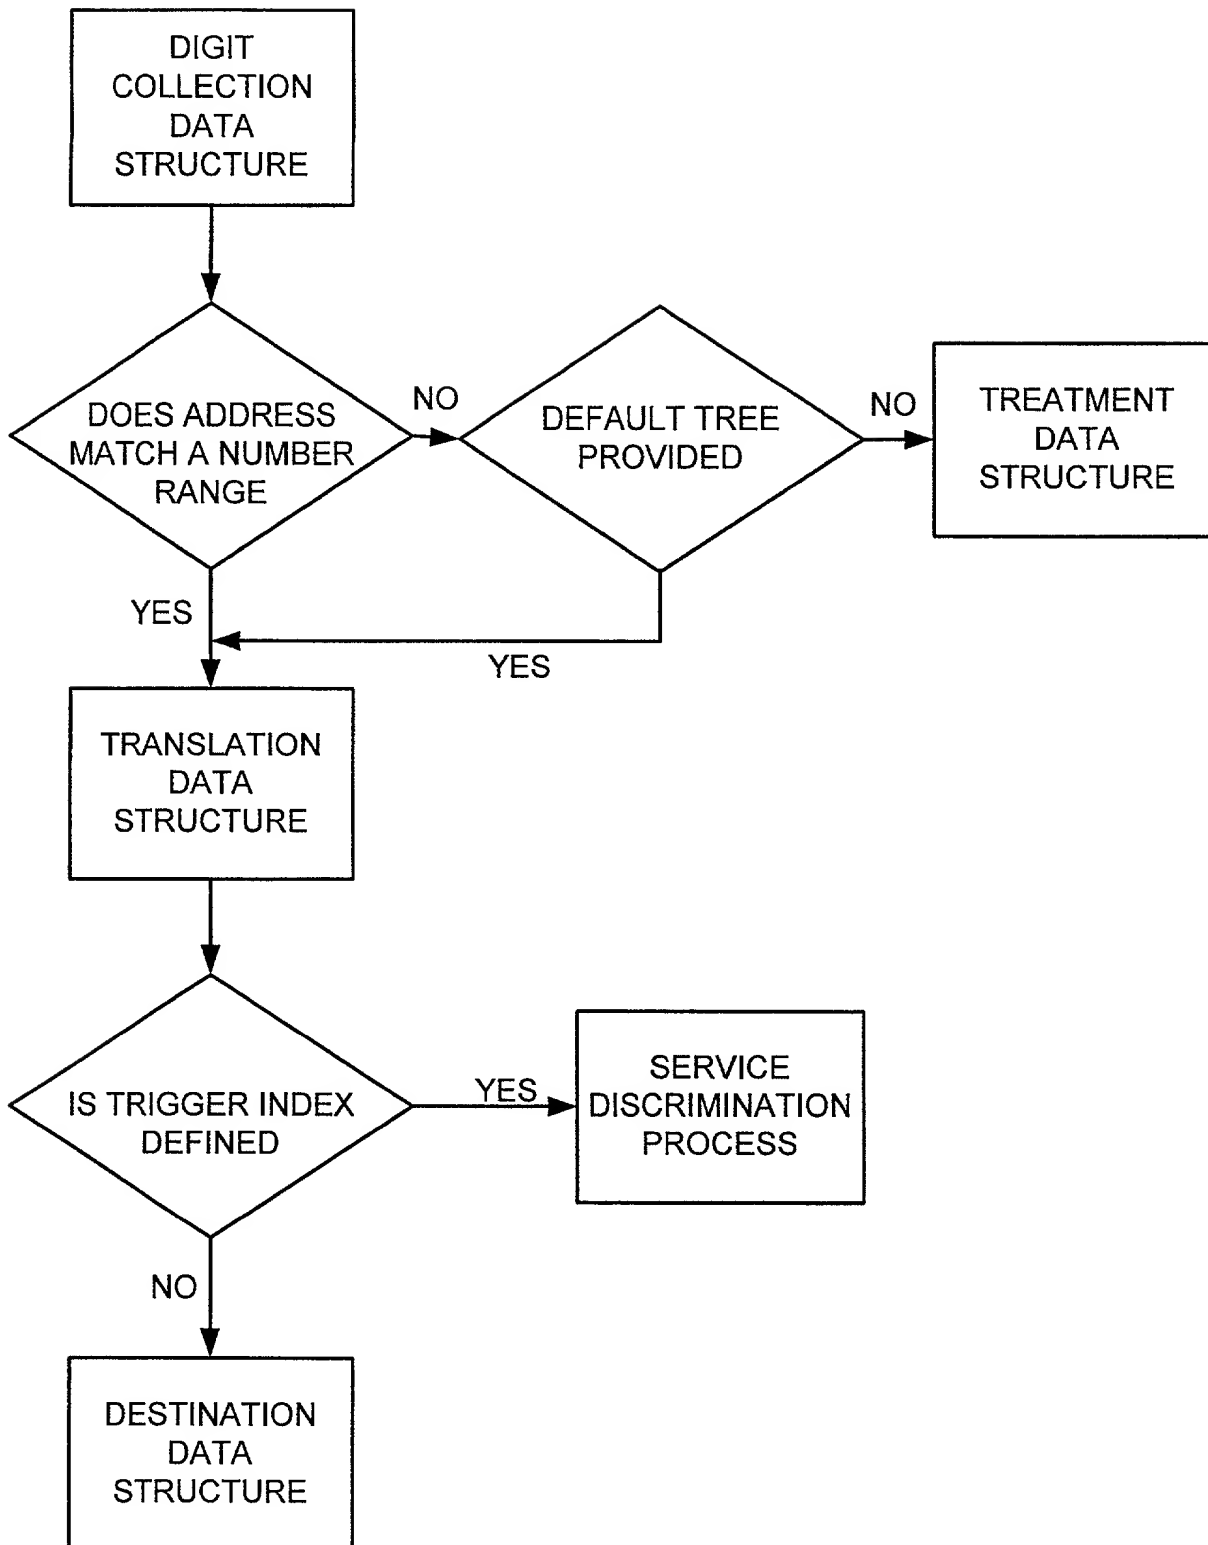 DIGIT
COLLECTION
DATA
STRUCTURE
DOES ADDRESS
MATCH A NUMBER
RANGE
NO
DEFAULT TREE
PROVIDED
NO
TREATMENT
DATA
STRUCTURE
YES
YES
TRANSLATION
DATA
STRUCTURE
IS TRIGGER INDEX
DEFINED
YES
SERVICE
DISCRIMINATION
PROCESS
NO
DESTINATION
DATA
STRUCTURE